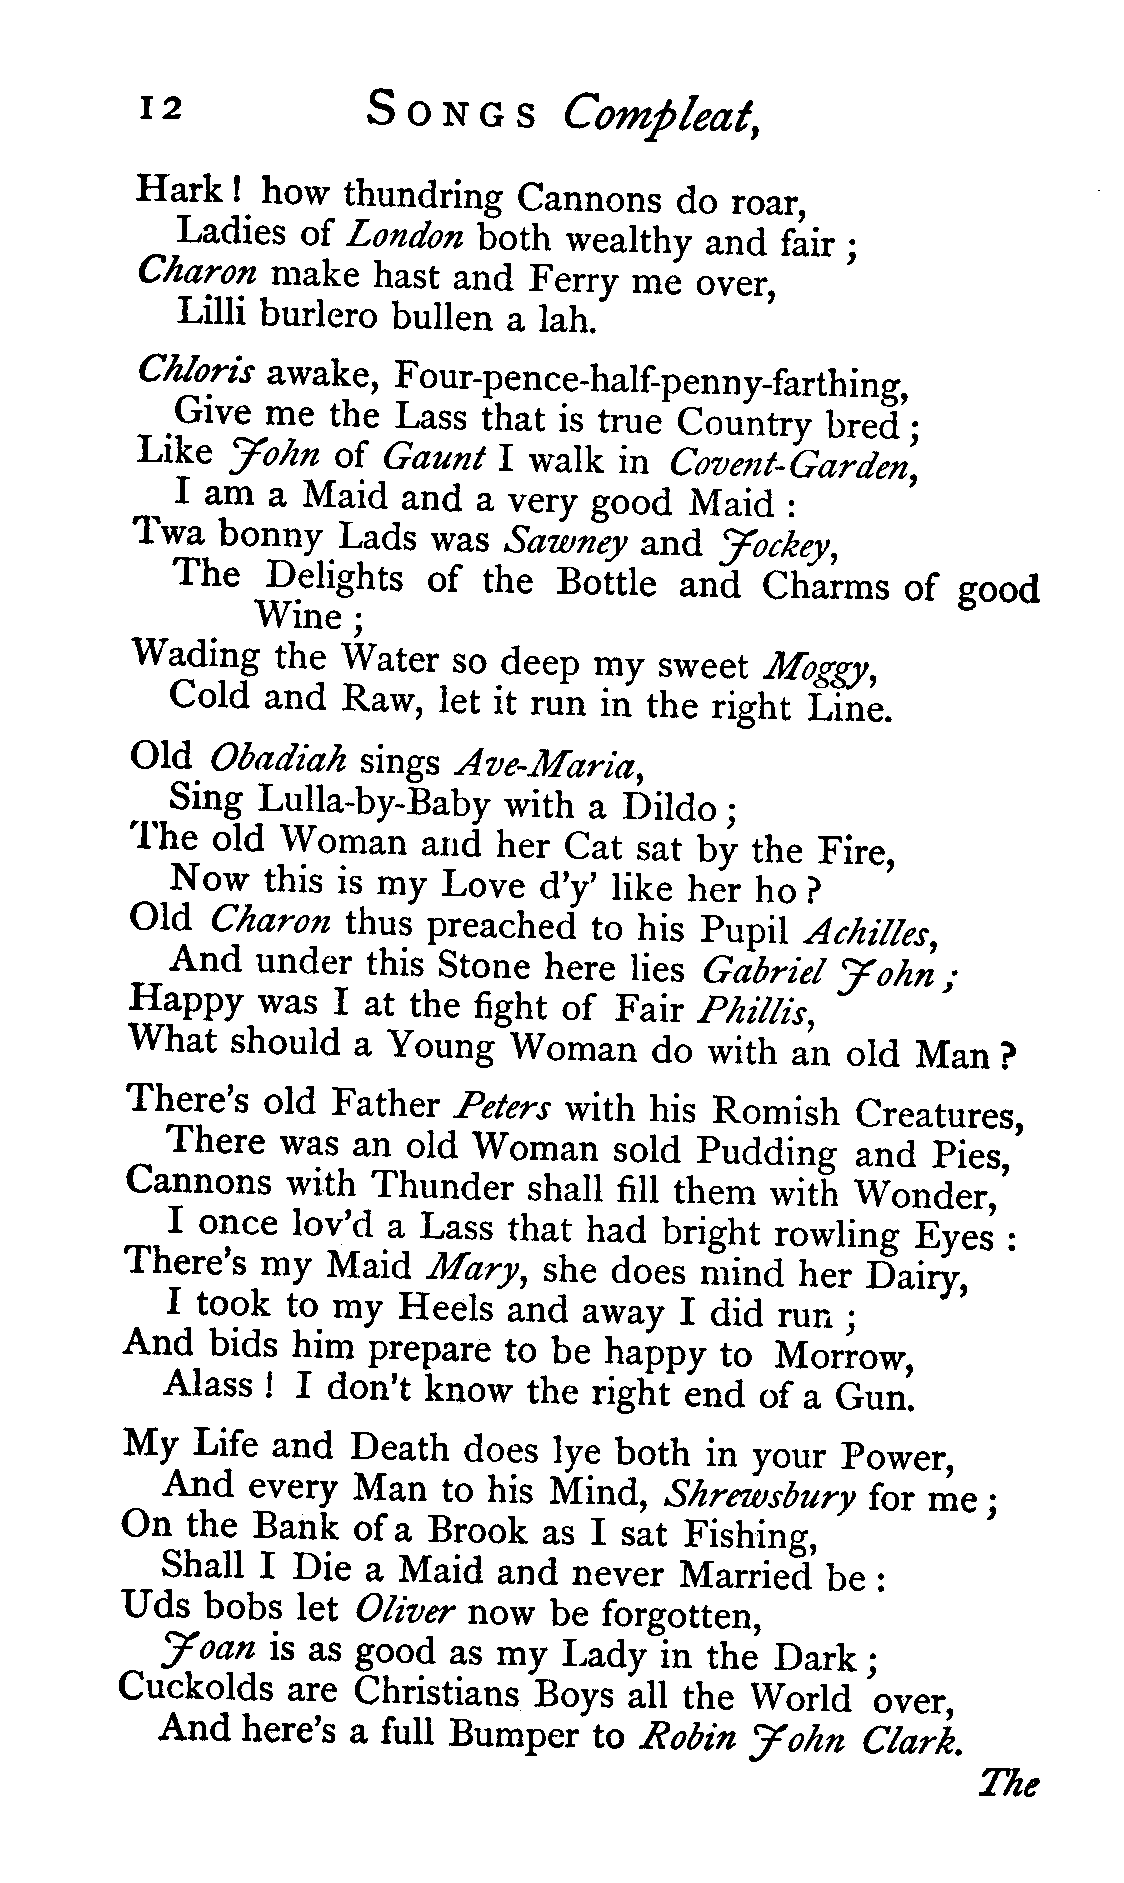 12 SONGS Compleat,
Hark! how thundring Cannons do roar,
Ladies of London both wealthy and fair;
Charon make hast and Ferry me over,
Lilli burlero bullen a lah.
Chloris awake, Four-pence-half-penny-farthing,
Give me the Lass that is true Country bred;
Like John of Gaunt I walk in Covent-Garden,
I am a Maid and a very good Maid:
Twa bonny Lads was Sawney and Jockey,
The Delights of the Bottle and Charms of good
Wine;
Wading the Water so deep my sweet Moggy,
Cold and Raw, let it run in the right Line.
Old Obadiah sings Ave-Maria,
Sing Lulla-by-Baby with a Dildo;
The old Woman and her Cat sat by the Fire,
Now this is my Love d'y' like her ho?
Old Charon thus preached to his Pupil Achilles,
And under this Stone here lies Gabriel John;
Happy was I at the fight of Fair Phillis,
What should a Young Woman do with an old Man?
There's old Father Peters with his Romish Creatures,
There was an old Woman sold Pudding and Pies,
Cannons with Thunder shall fill them with Wonder,
I once lov'd a Lass that had bright rowling Eyes:
There's my Maid Mary, she does mind her Dairy,
I took to my Heels and away I did run;
And bids him prepare to be happy to Morrow,
Alass! I don't know the right end of a Gun.
My Life and Death does lye both in your Power,
And every Man to his Mind, Shrewsbury for me;
On the Bank of a Brook as I sat Fishing,
Shall I Die a Maid and never Married be:
Uds bobs let Oliver now be forgotten,
Joan is as good as my Lady in the Dark;
Cuckolds are Christians Boys all the World over,
And here's a full Bumper to Robin John Clark.
The